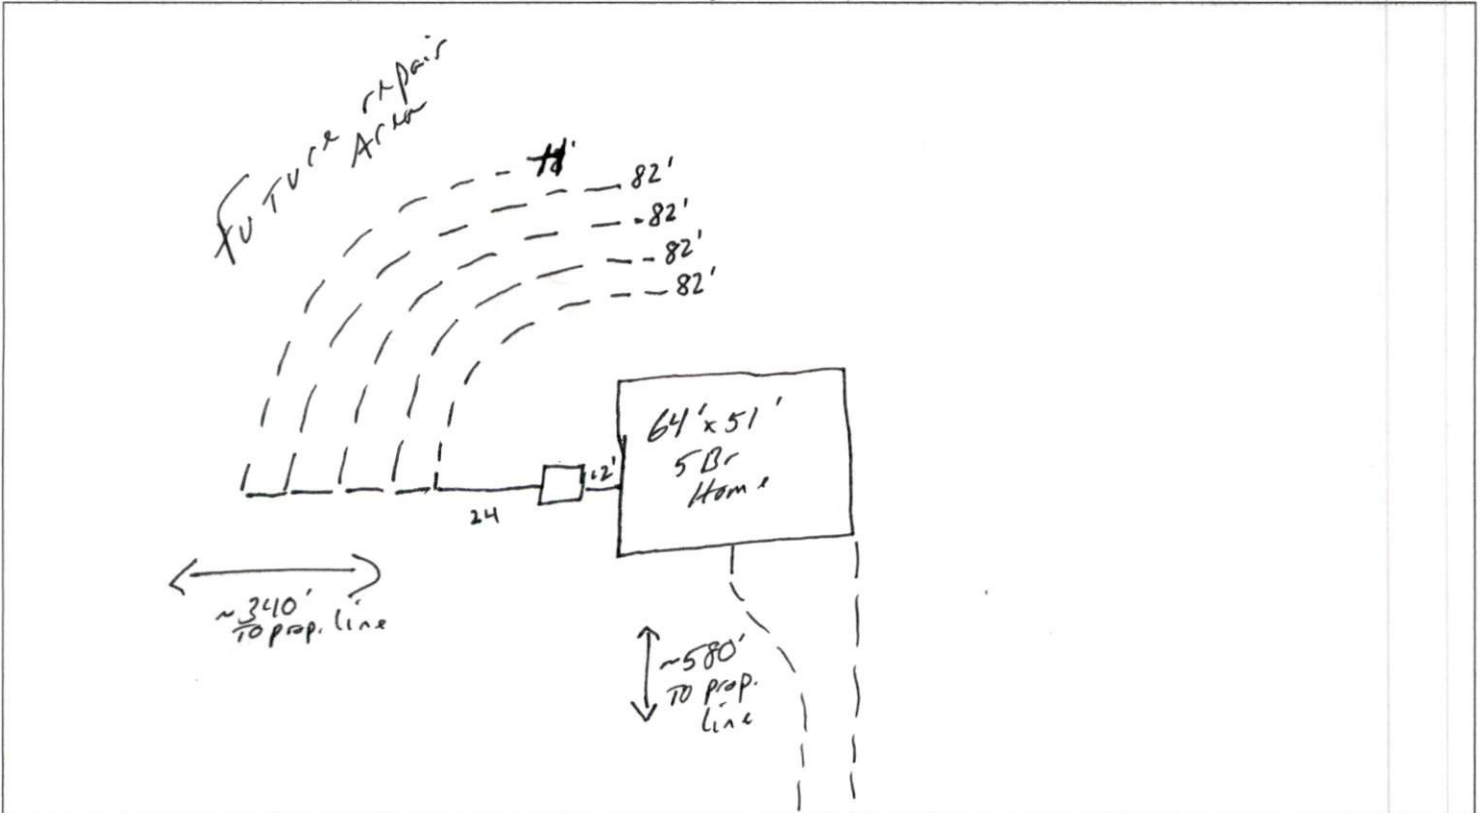 FUTURE repair
Area
82'
82'
82'
82'
64' x 51'
5 Br
Home
24
~340'
To prop. line
~580'
To prop.
line